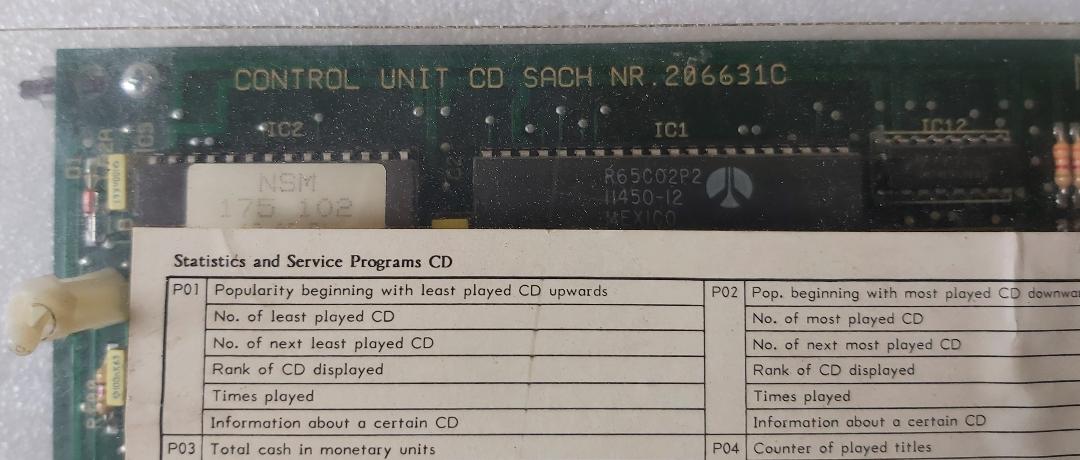 CONTROL UNIT CD SACH NR.206631C
IC2
IC1
IC12
NSM
175 102
R65C02P2
11450-12
MEXICO
Statistics and Service Programs CD
P01 Popularity beginning with least played CD upwards
No. of least played CD
No. of next least played CD
Rank of CD displayed
Times played
Information about a certain CD
P03 Total cash in monetary units
P02 Pop. beginning with most played CD downwar
No. of most played CD
No. of next most played CD
Rank of CD displayed
Times played
Information about a certain CD
P04 Counter of played titles